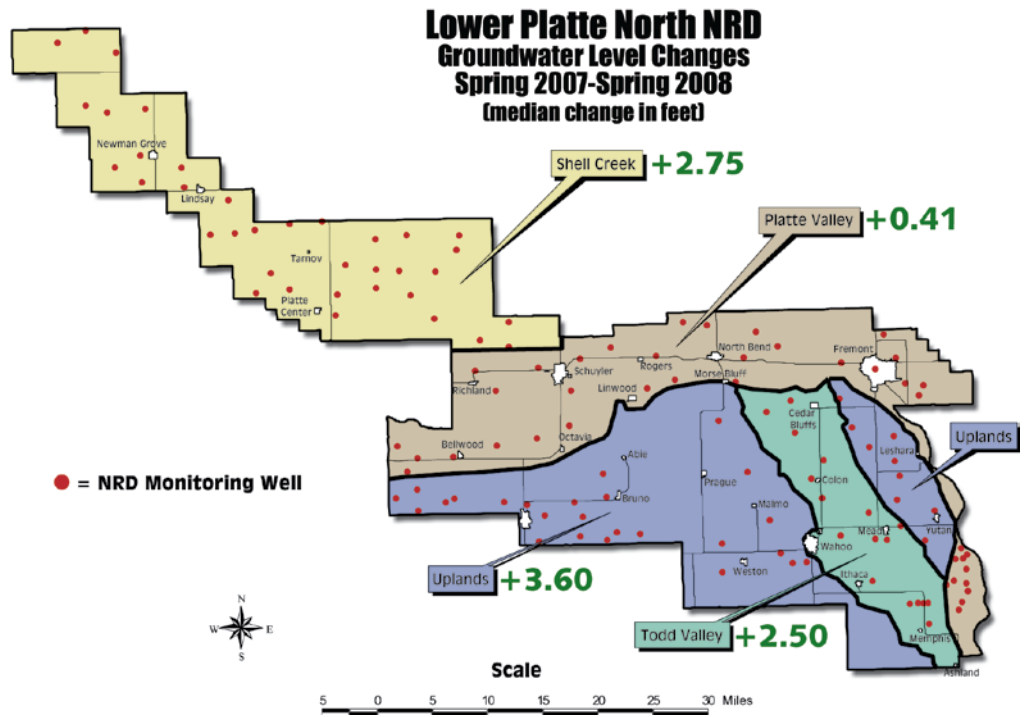 Lower Platte North NRD
Groundwater Level Changes
Spring 2007-Spring 2008
(median change in feet)
Newman Grove
Shell Creek +2.75
Lindsay
Platte Valley +0.41
Tarnov
Platte
Center
North Bend
Fremont
Rogers
Schuyler
Morse Bluff
Richland
Linwood
Cedar
Bluffs
Octavia
Uplands
Bellwood
Leshara
Abie
= NRD Monitoring Well
Prague
Colon
Bruno
Malmo
Mead
Yutan
Wahoo
Weston
Uplands +3.60
Ithaca
N
W E
S
Todd Valley +2.50
Memphis
Ashland
Scale
5 0 5 10 15 20 25 30 Miles